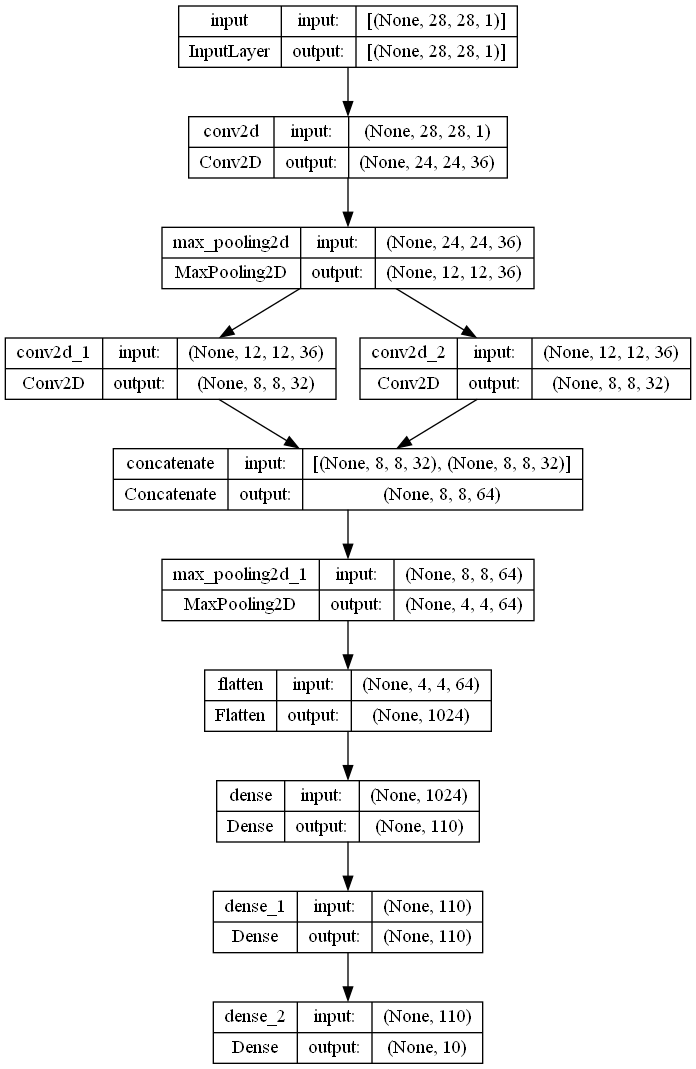 input input: [(None, 28, 28, 1)]
InputLayer output: [(None, 28, 28, 1)]
conv2d input: (None, 28, 28, 1)
Conv2D output: (None, 24, 24, 36)
max_pooling2d input: (None, 24, 24, 36)
MaxPooling2D output: (None, 12, 12, 36)
conv2d_1 input: (None, 12, 12, 36)
Conv2D output: (None, 8, 8, 32)
conv2d_2 input: (None, 12, 12, 36)
Conv2D output: (None, 8, 8, 32)
concatenate input: [(None, 8, 8, 32), (None, 8, 8, 32)]
Concatenate output: (None, 8, 8, 64)
max_pooling2d_1 input: (None, 8, 8, 64)
MaxPooling2D output: (None, 4, 4, 64)
flatten input: (None, 4, 4, 64)
Flatten output: (None, 1024)
dense input: (None, 1024)
Dense output: (None, 110)
dense_1 input: (None, 110)
Dense output: (None, 110)
dense_2 input: (None, 110)
Dense output: (None, 10)